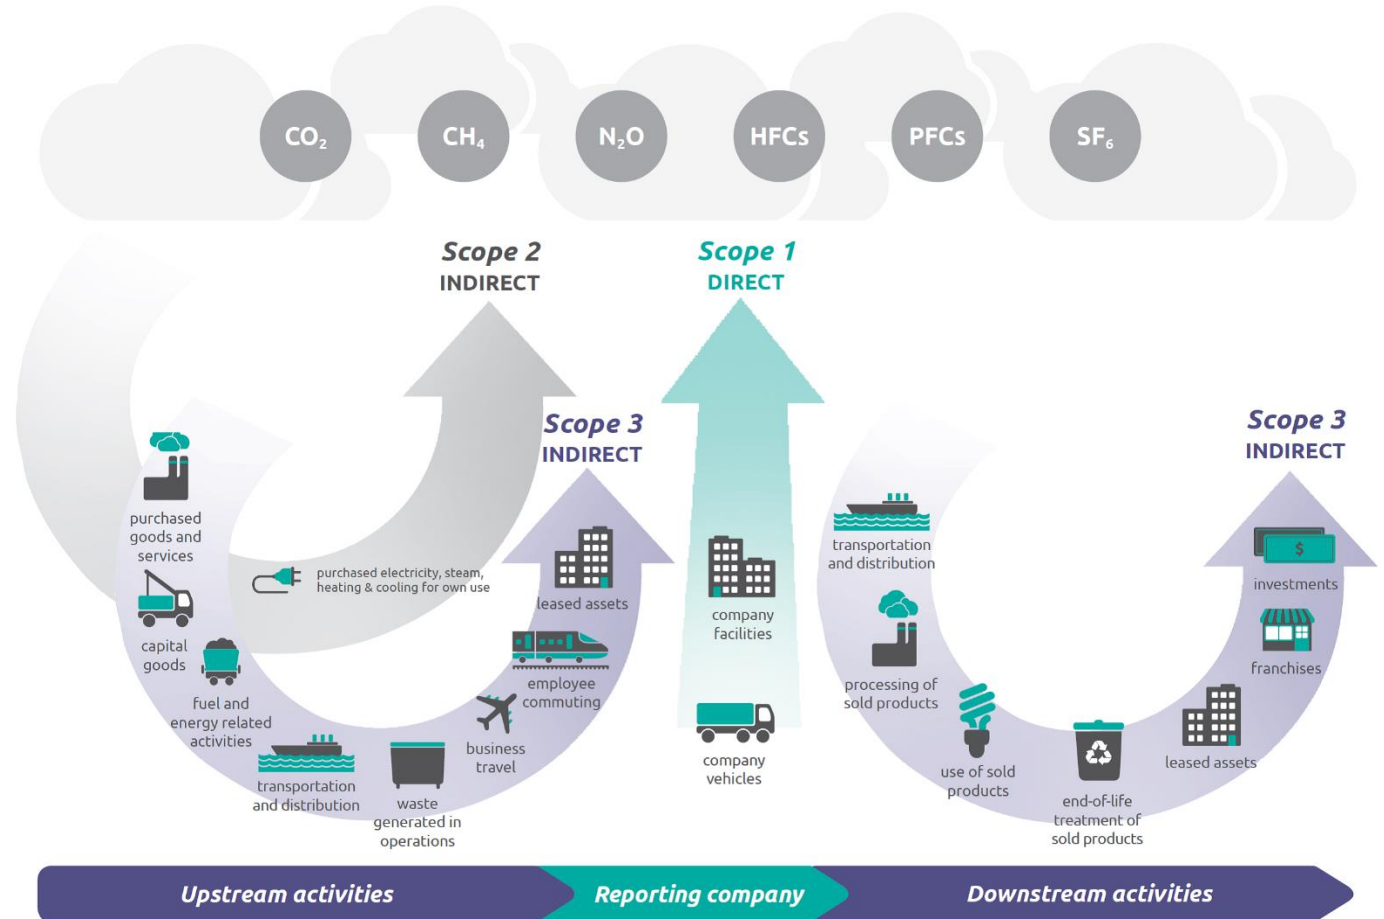 CO₂
CH₄
N₂O
HFCs
PFCs
SF₆
Scope 2
INDIRECT
Scope 1
DIRECT
Scope 3
INDIRECT
Scope 3
INDIRECT
purchased
goods and
services
capital
goods
fuel and
energy related
activities
transportation
and distribution
waste
generated in
operations
business
travel
employee
commuting
leased assets
purchased electricity, steam,
heating & cooling for own use
company
facilities
company
vehicles
transportation
and distribution
processing of
sold products
use of sold
products
end-of-life
treatment of
sold products
leased assets
franchises
$
investments
Upstream activities
Reporting company
Downstream activities